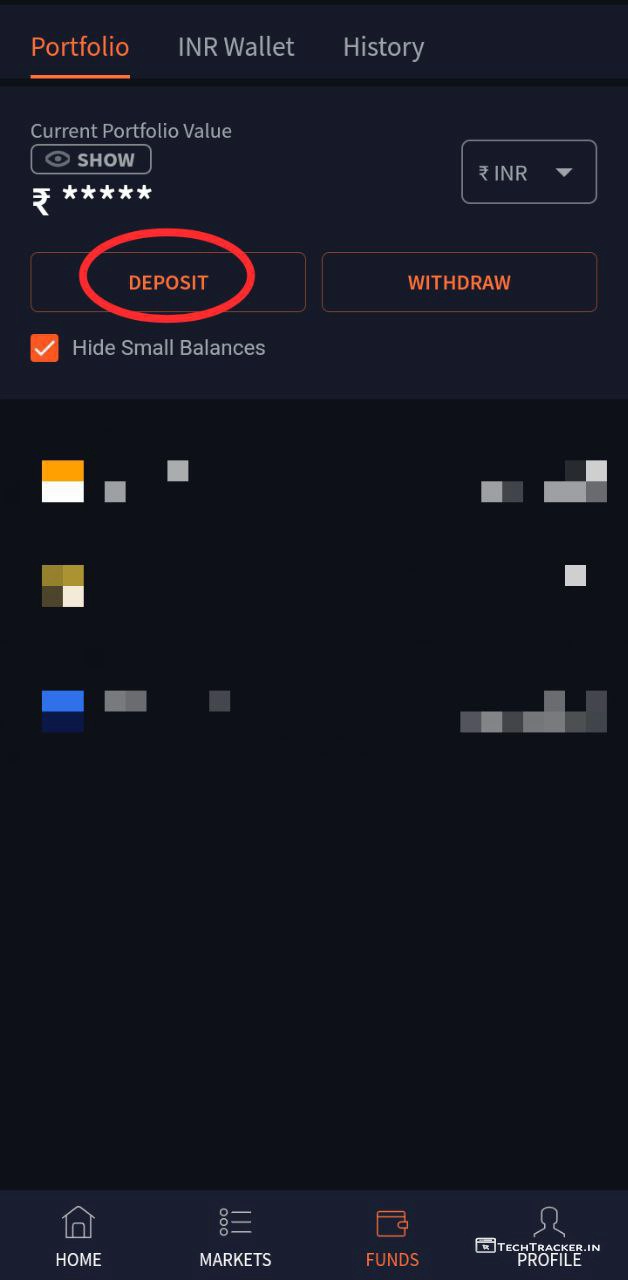 Portfolio INR Wallet History
Current Portfolio Value
SHOW
₹ *****
₹ INR
DEPOSIT WITHDRAW
Hide Small Balances
HOME MARKETS FUNDS PROFILE
TECHTRACKER.IN